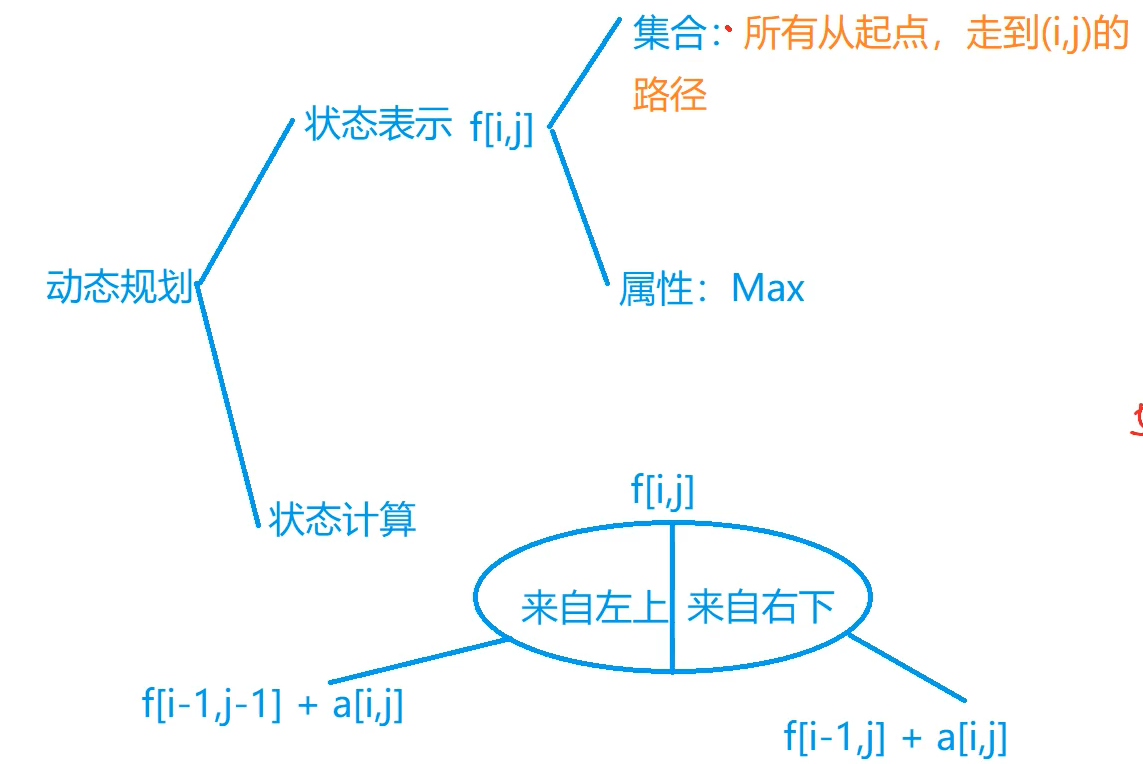 集合：所有从起点，走到(i,j)的
路径
状态表示 f[i,j]
动态规划
属性：Max
状态计算
f[i,j]
来自左上 来自右下
f[i-1,j-1] + a[i,j]
f[i-1,j] + a[i,j]